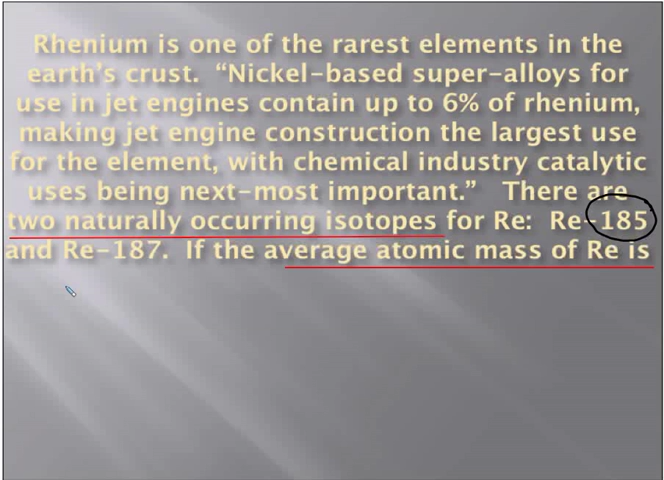 Rhenium is one of the rarest elements in the
earth's crust. “Nickel-based super-alloys for
use in jet engines contain up to 6% of rhenium,
making jet engine construction the largest use
for the element, with chemical industry catalytic
uses being next-most important.” There are
two naturally occurring isotopes for Re: Re-185
and Re-187. If the average atomic mass of Re is